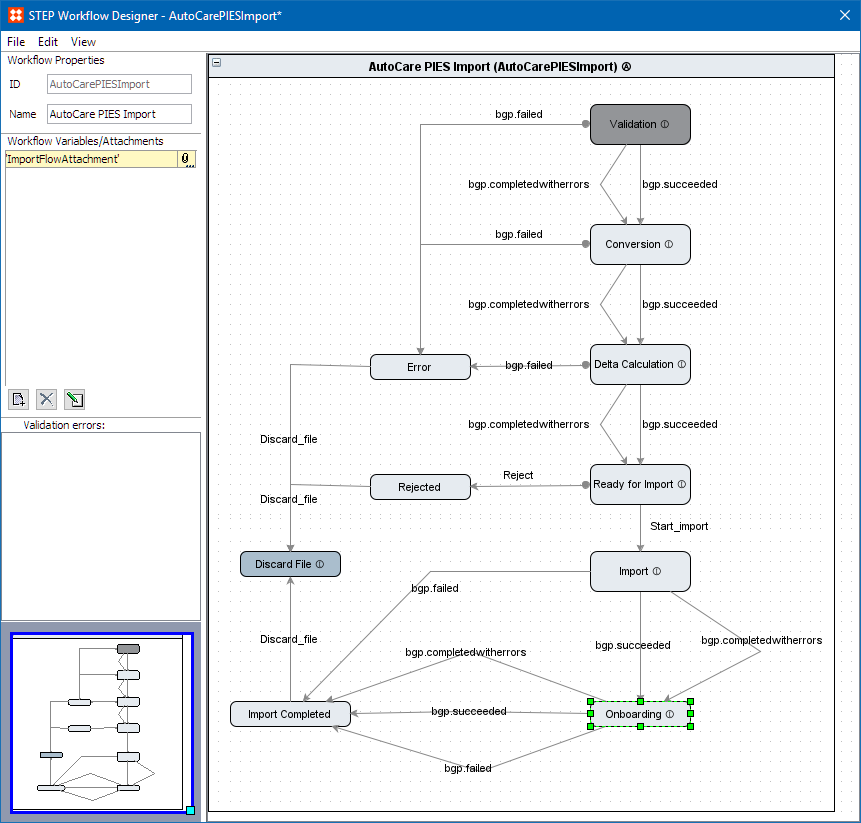 STEP Workflow Designer - AutoCarePIESImport*
File Edit View
Workflow Properties
ID AutoCarePIESImport
Name AutoCare PIES Import
Workflow Variables/Attachments
'ImportFlowAttachment'
Validation errors:
AutoCare PIES Import (AutoCarePIESImport)
bgp.failed
Validation
bgp.completedwitherrors
bgp.succeeded
bgp.failed
Conversion
bgp.completedwitherrors
bgp.succeeded
Error
bgp.failed
Delta Calculation
bgp.completedwitherrors
bgp.succeeded
Discard_file
Rejected
Reject
Ready for Import
Discard_file
Start_import
Discard File
Import
bgp.failed
Discard_file
bgp.completedwitherrors
bgp.succeeded
bgp.completedwitherrors
Import Completed
bgp.succeeded
Onboarding
bgp.failed